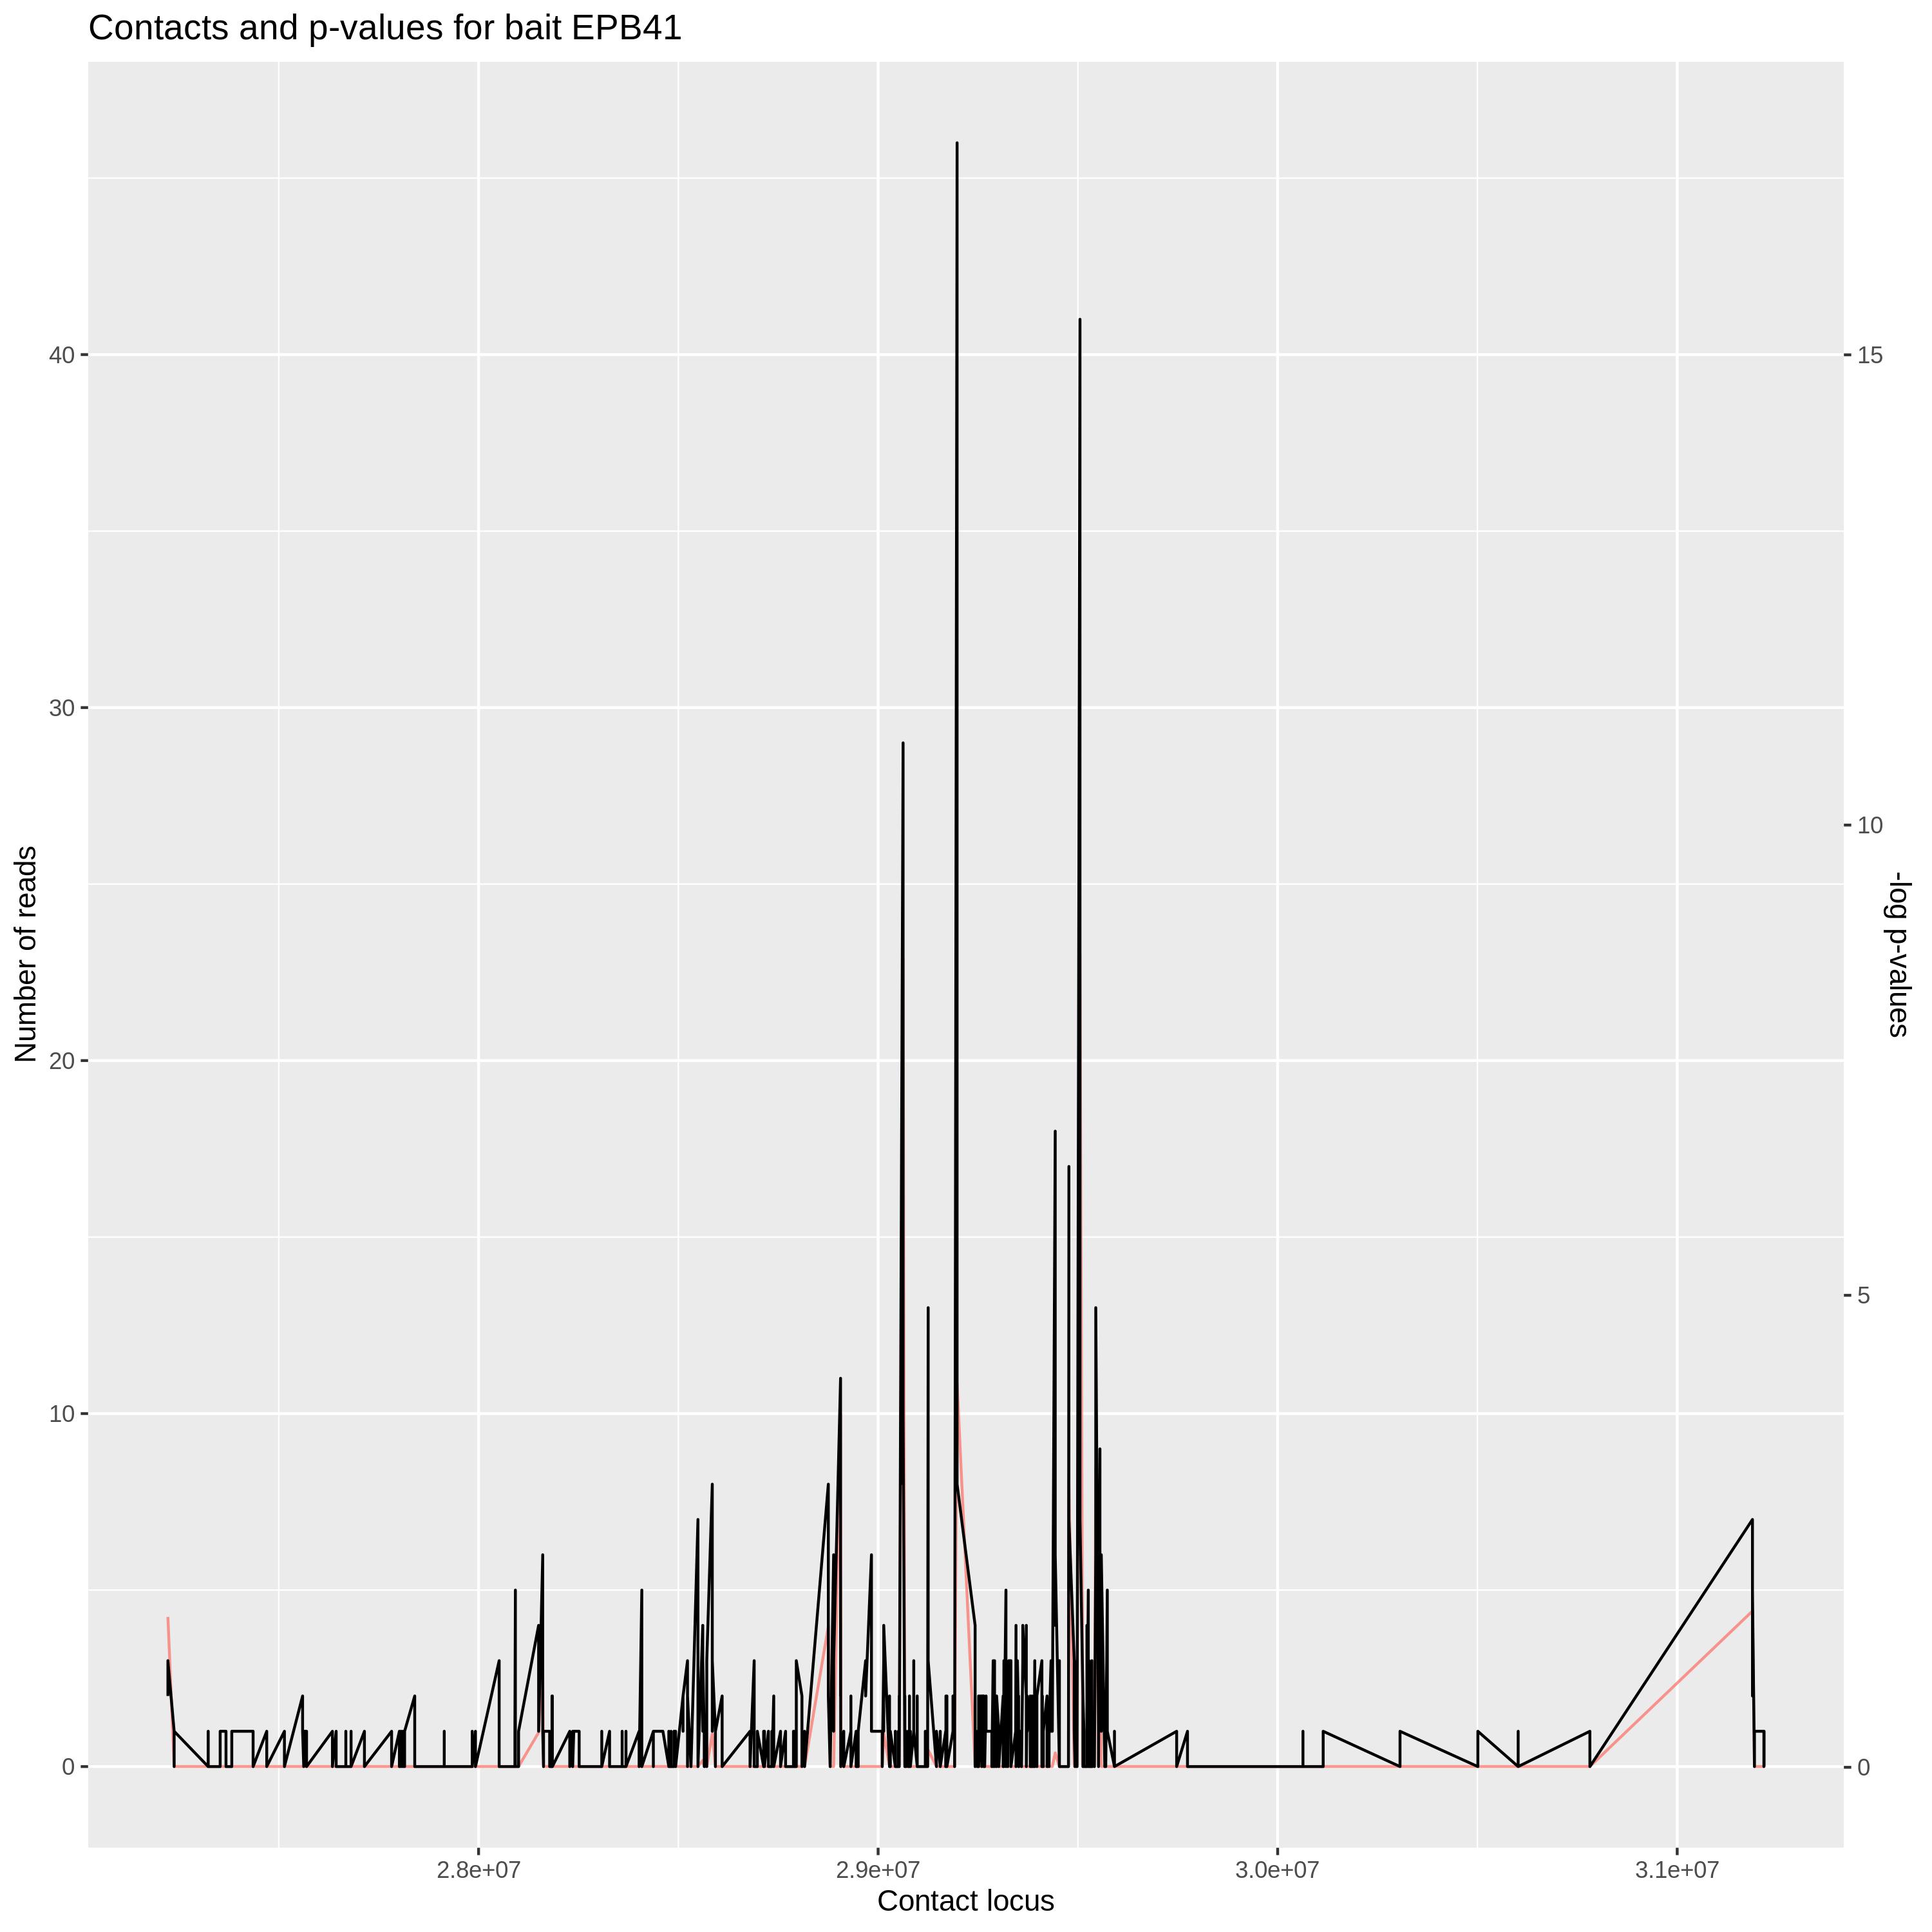 Contacts and p-values for bait EPB41
40
30
20
10
0
Number of reads
15
10
5
0
-log p-values
2.8e+07 2.9e+07 3.0e+07 3.1e+07
Contact locus